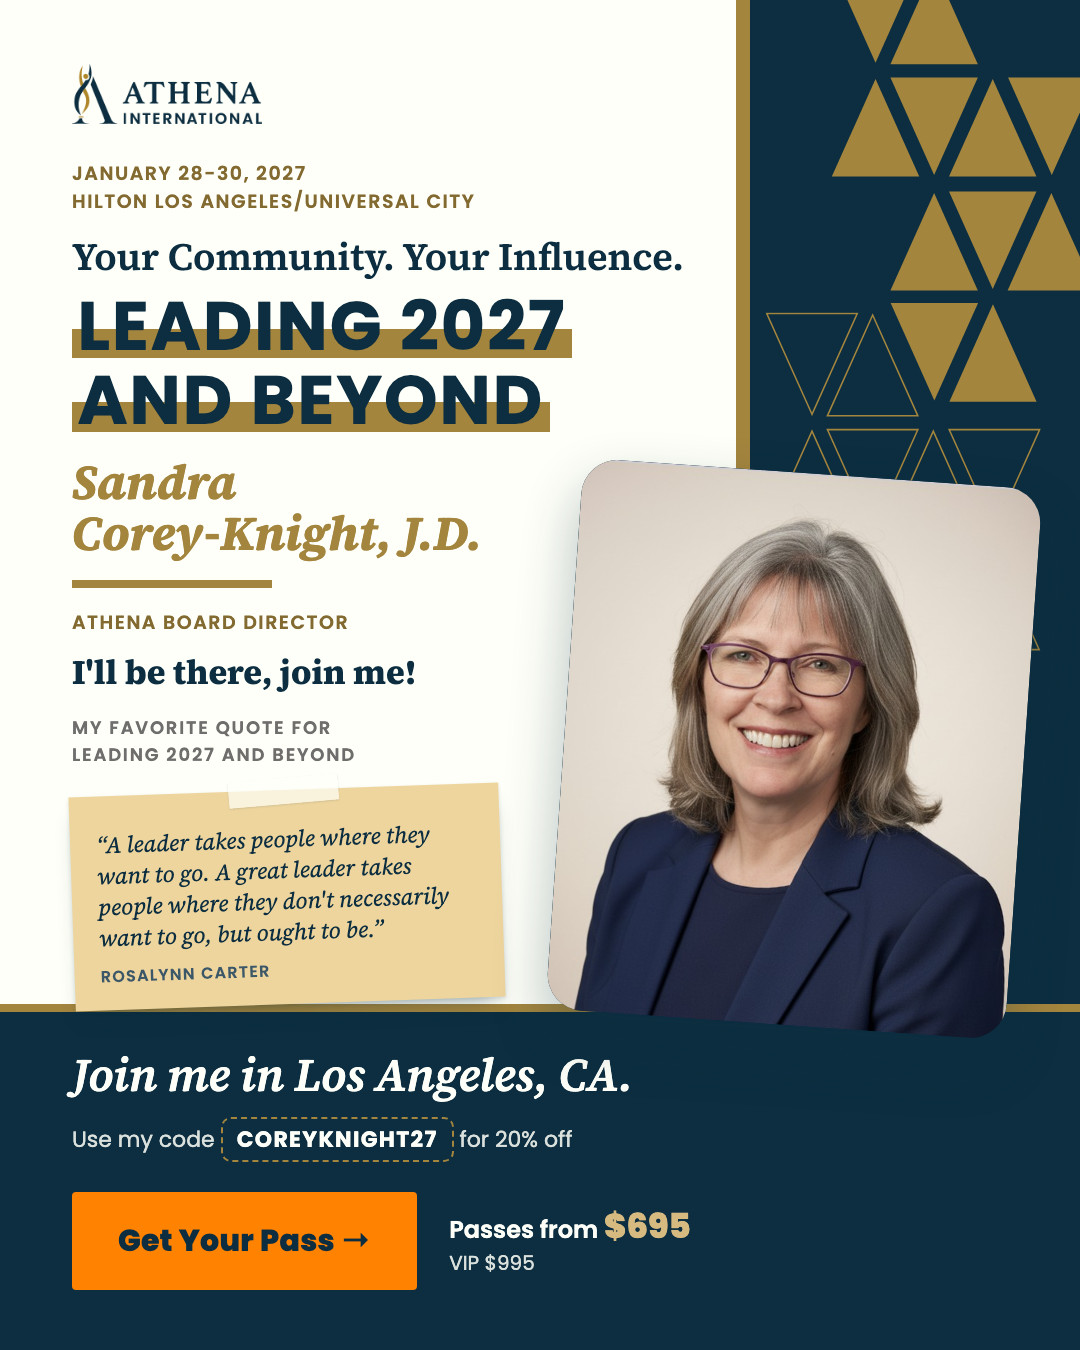 ATHENA
INTERNATIONAL
JANUARY 28-30, 2027
HILTON LOS ANGELES/UNIVERSAL CITY
Your Community. Your Influence.
LEADING 2027
AND BEYOND
Sandra
Corey-Knight, J.D.
ATHENA BOARD DIRECTOR
I'll be there, join me!
MY FAVORITE QUOTE FOR
LEADING 2027 AND BEYOND
“A leader takes people where they
want to go. A great leader takes
people where they don't necessarily
want to go, but ought to be.”
ROSALYNN CARTER
Join me in Los Angeles, CA.
Use my code COREYKNIGHT27 for 20% off
Get Your Pass →
Passes from $695
VIP $995